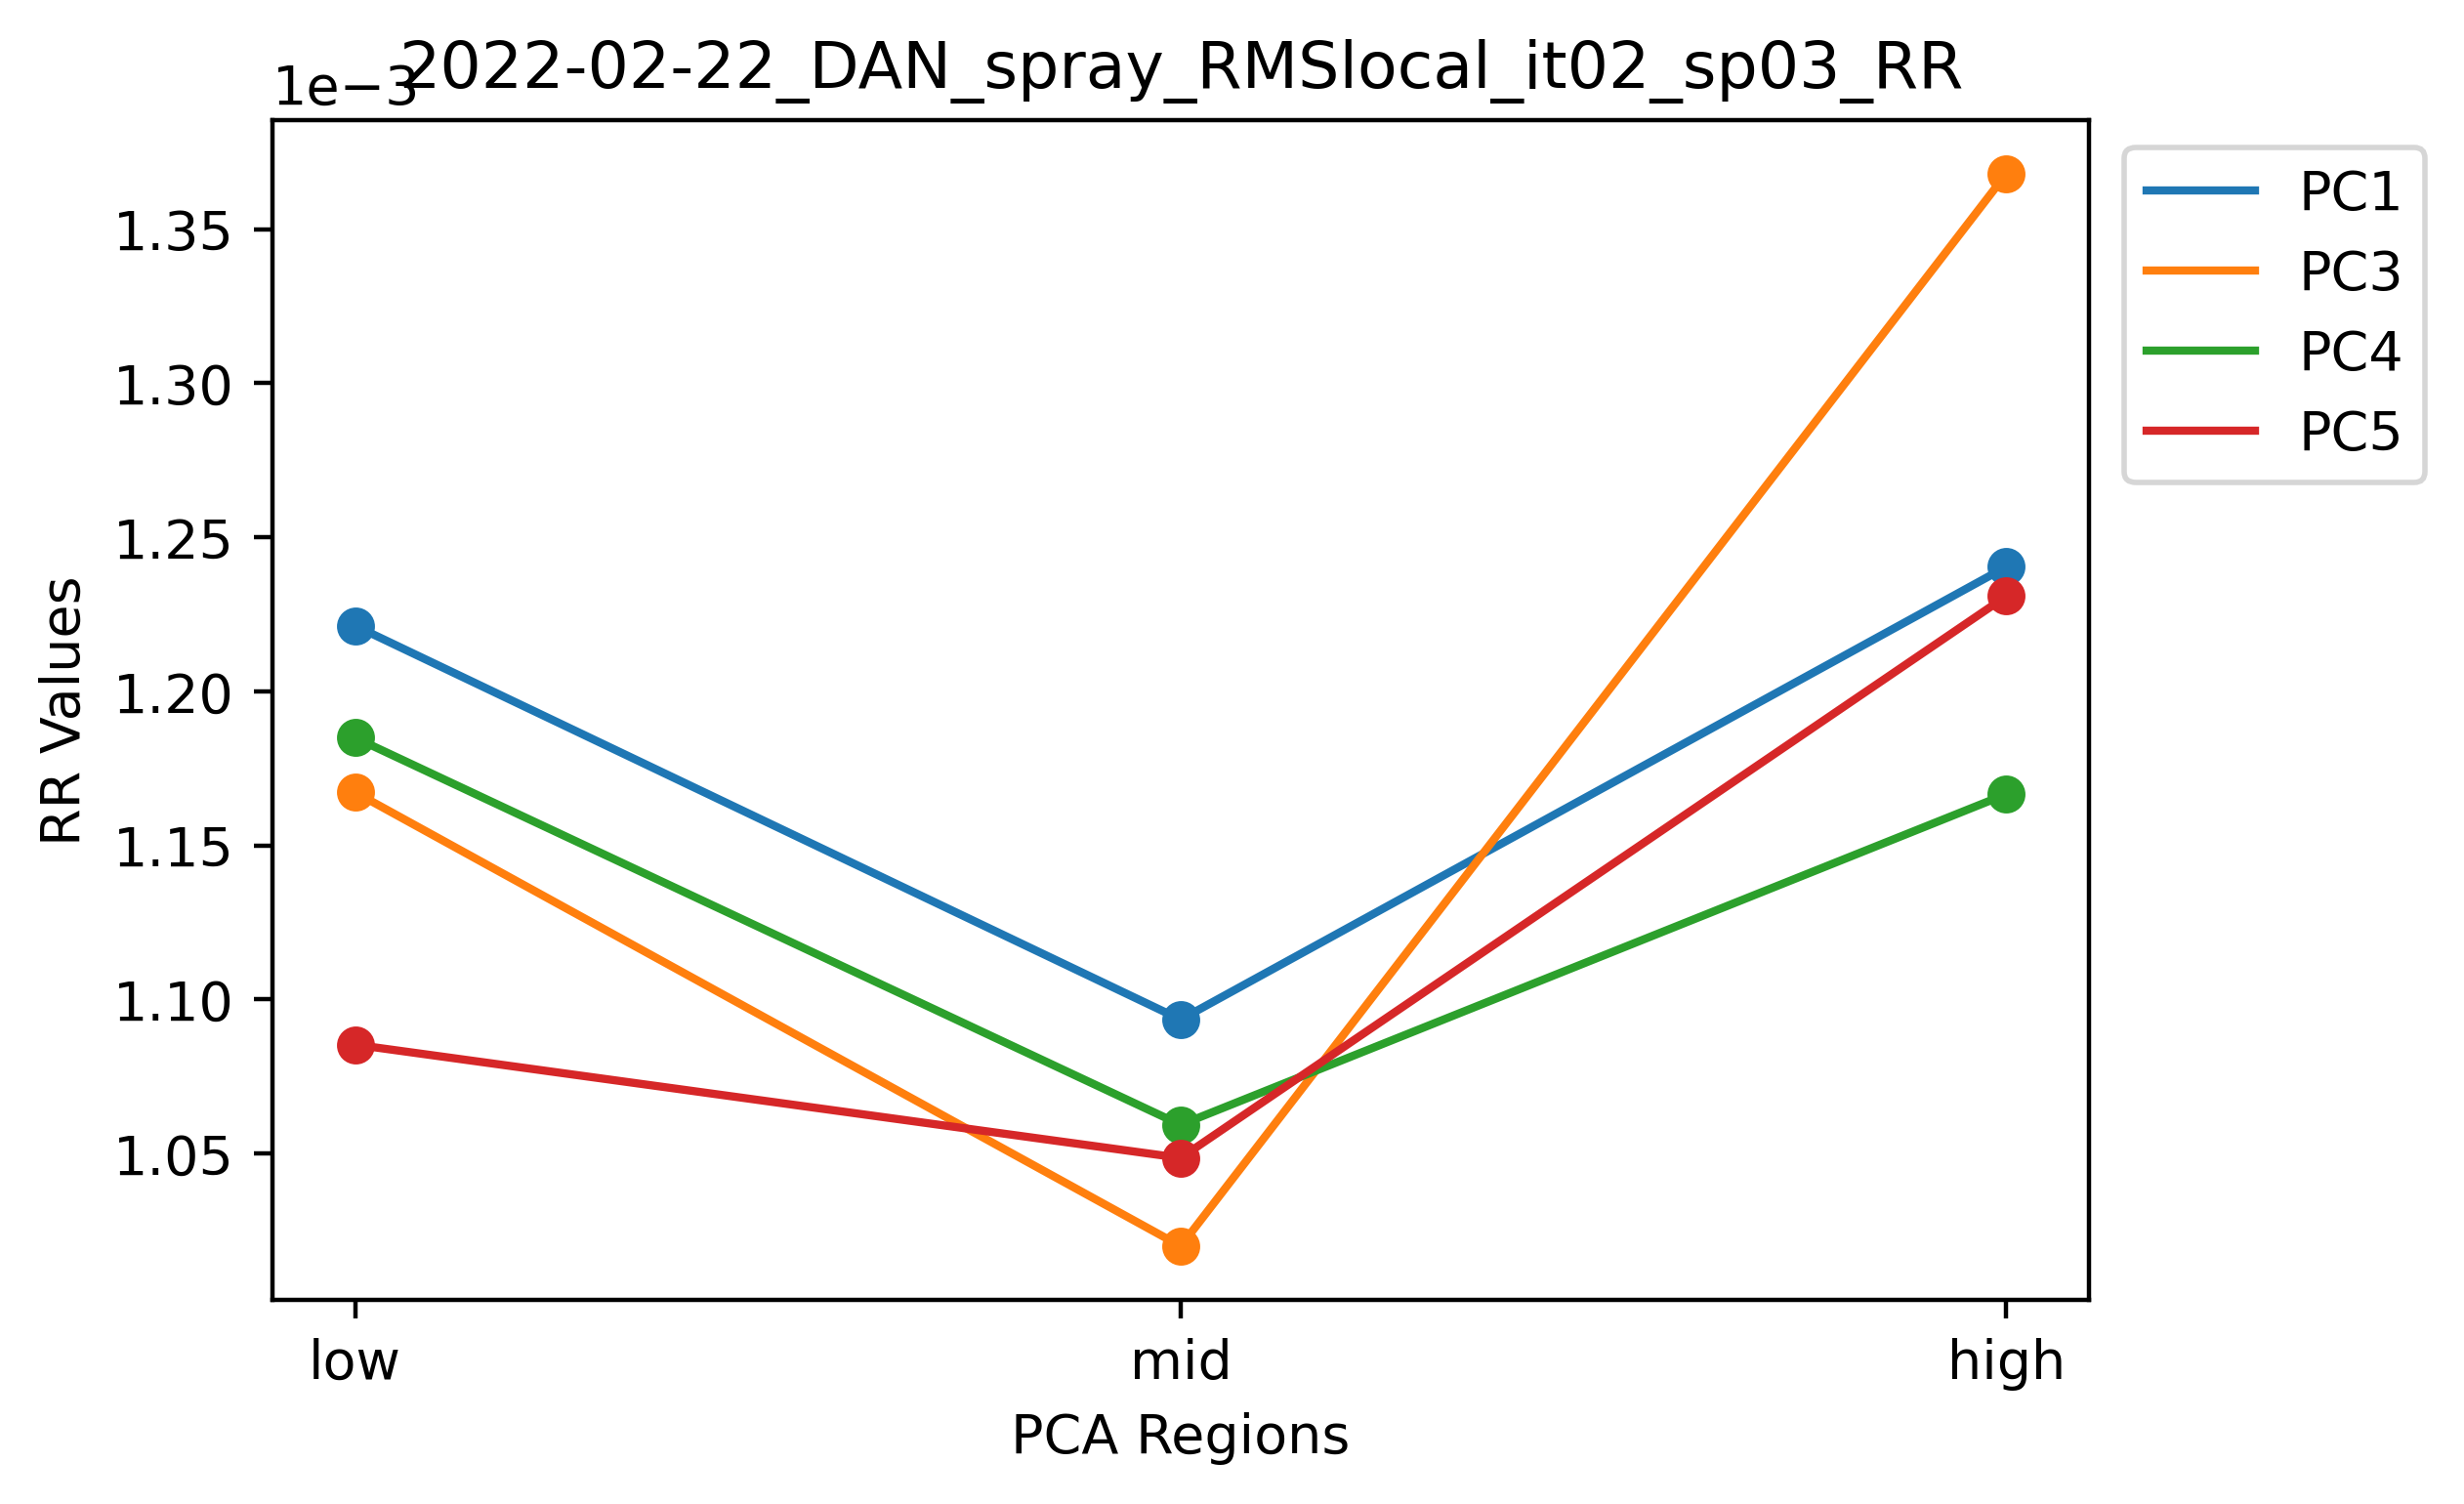 2022-02-22_DAN_spray_RMSlocal_it02_sp03_RR
1e−3
1.35
1.30
1.25
1.20
1.15
1.10
1.05
RR Values
low
mid
high
PCA Regions
PC1
PC3
PC4
PC5